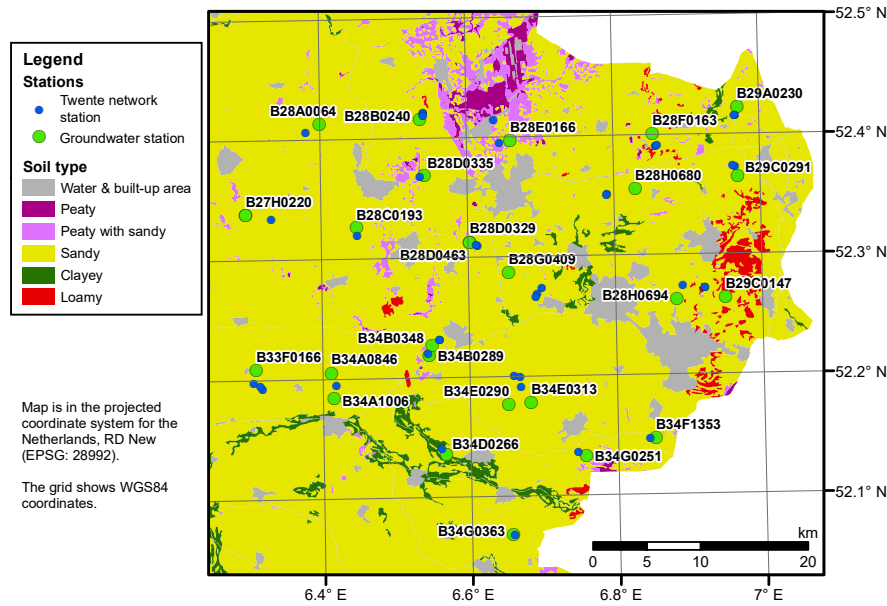 Legend
Stations
Twente network
station
Groundwater station
Soil type
Water & built-up area
Peaty
Peaty with sandy
Sandy
Clayey
Loamy
Map is in the projected
coordinate system for the
Netherlands, RD New
(EPSG: 28992).
The grid shows WGS84
coordinates.
52.5° N
B29A0230
B28A0064
B28B0240
B28F0163
B28E0166
52.4° N
B28D0335
B29C0291
B28H0680
B27H0220
B28C0193
B28D0329
B28D0463
52.3° N
B28G0409
B29C0147
B28H0694
B34B0348
B33F0166
B34A0846
B34B0289
52.2° N
B34E0290
B34E0313
B34A1006
B34F1353
B34D0266
B34G0251
52.1° N
B34G0363
km
0 5 10 20
6.4° E 6.6° E 6.8° E 7° E